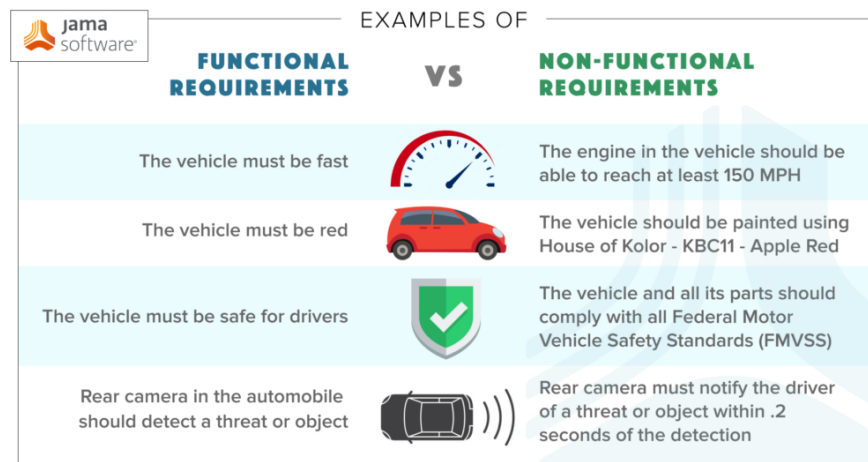 jama
software®
EXAMPLES OF
FUNCTIONAL
REQUIREMENTS
VS
NON-FUNCTIONAL
REQUIREMENTS
The vehicle must be fast
The engine in the vehicle should be
able to reach at least 150 MPH
The vehicle must be red
The vehicle should be painted using
House of Kolor - KBC11 - Apple Red
The vehicle must be safe for drivers
The vehicle and all its parts should
comply with all Federal Motor
Vehicle Safety Standards (FMVSS)
Rear camera in the automobile
should detect a threat or object
Rear camera must notify the driver
of a threat or object within .2
seconds of the detection